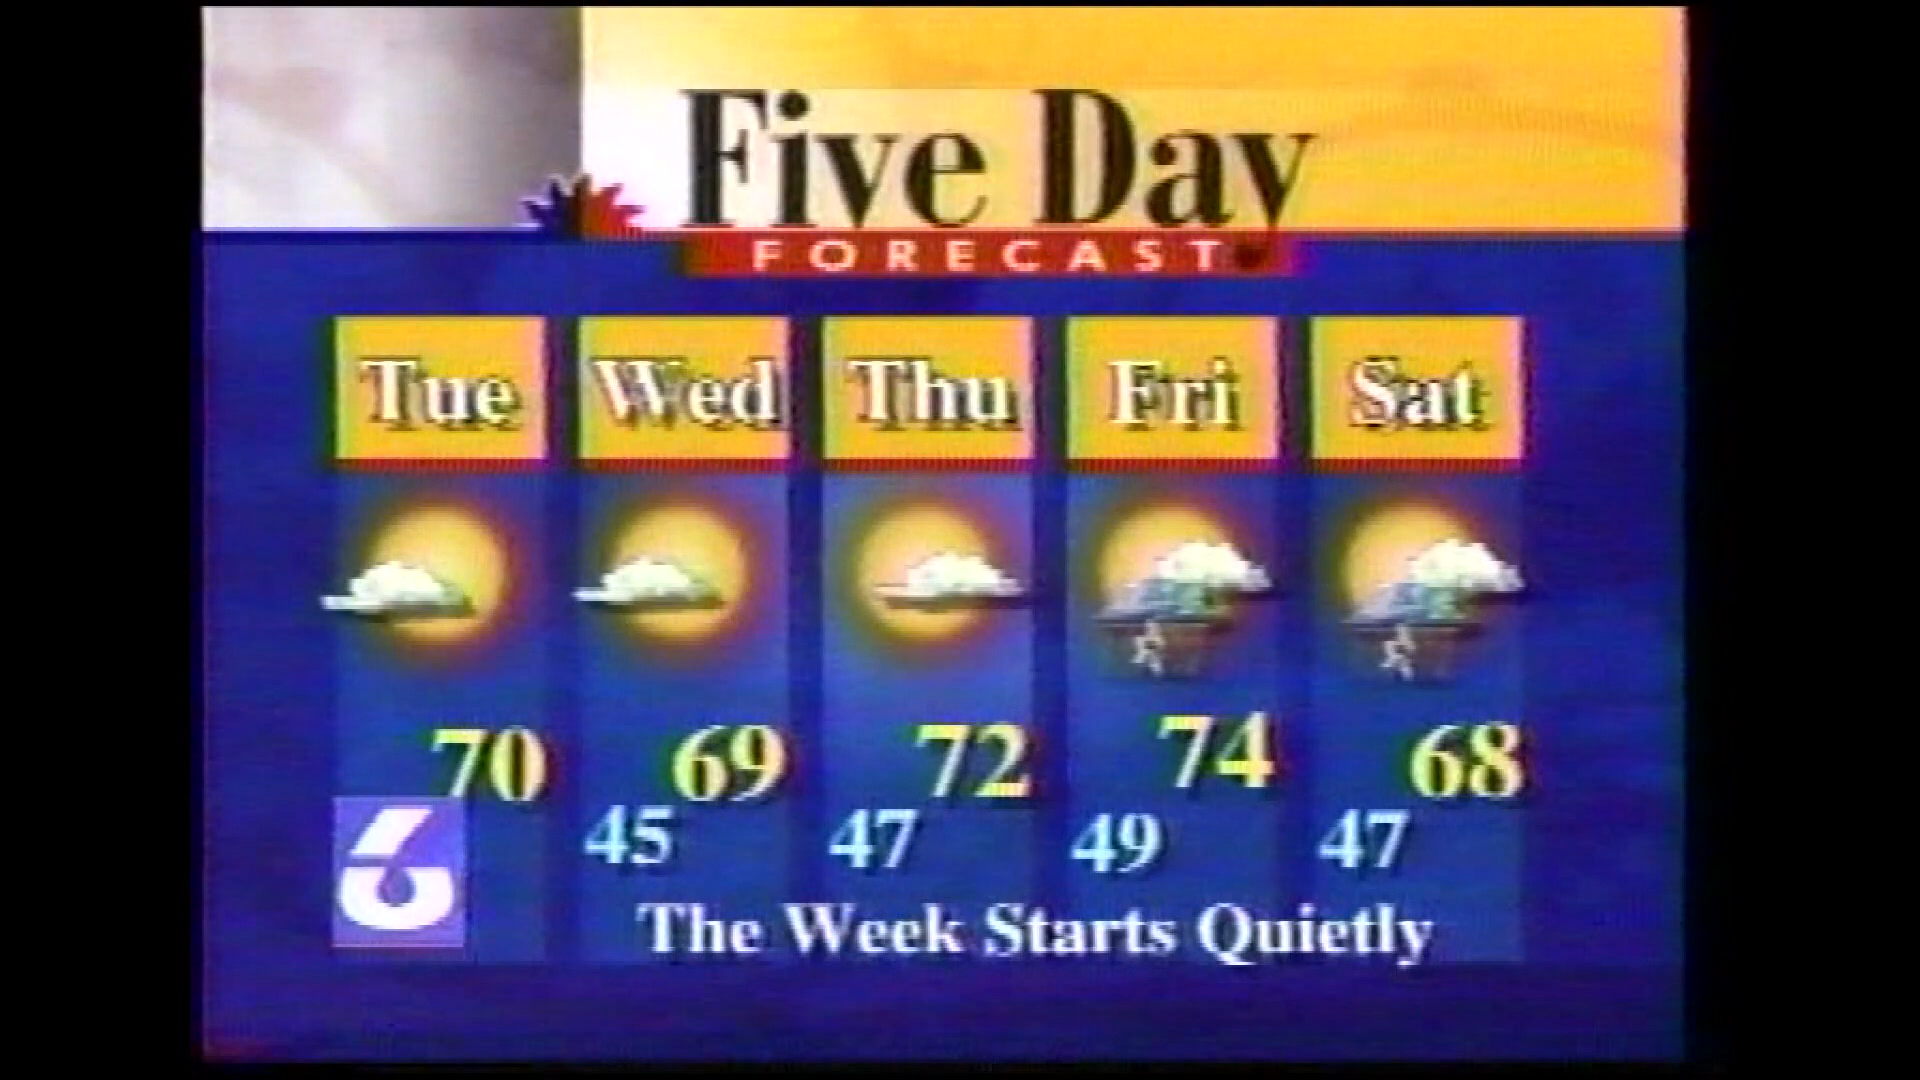 Five Day
FORECAST
Tue Wed Thu Fri Sat
70 69 72 74 68
45 47 49 47
6
The Week Starts Quietly